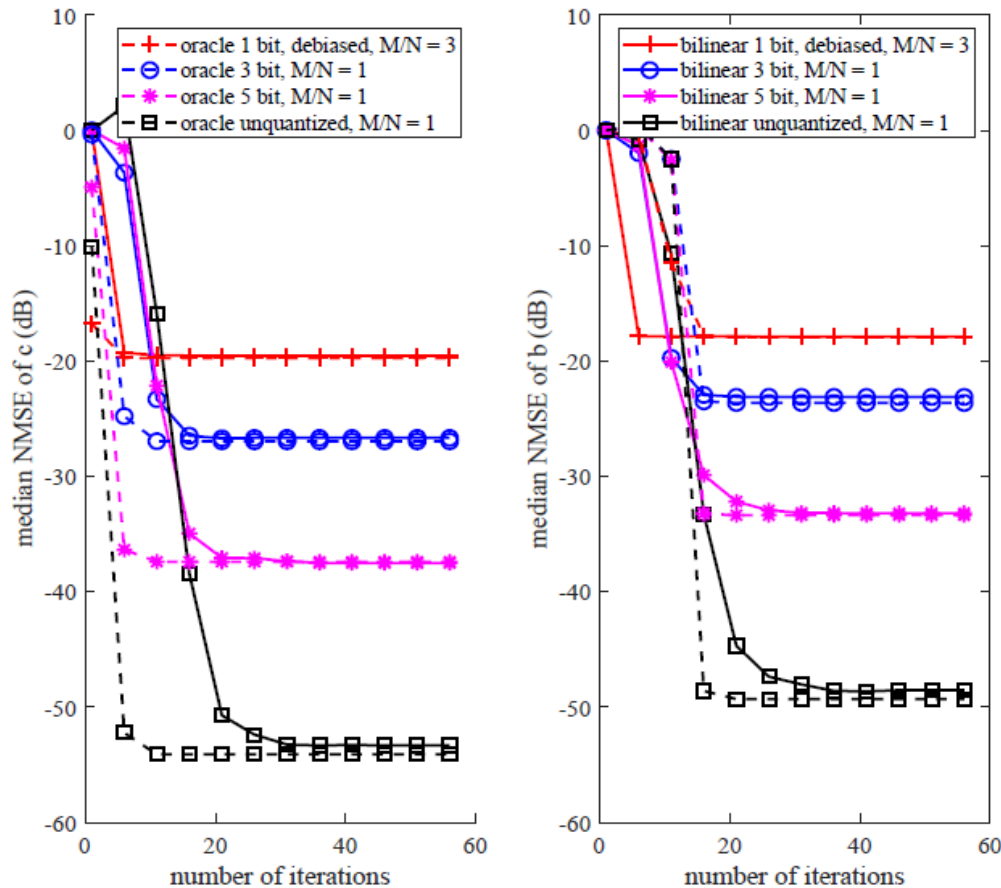 10
0
-10
-20
-30
-40
-50
-60
0
20
40
60
median NMSE of c (dB)
number of iterictions
oracle 1 bit, debiased, M/N = 3
oracle 3 bit, M/N = 1
oracle 5 bit, M/N = 1
oracle unquantized, M/N = 1
10
0
-10
-20
-30
-40
-50
-60
0
20
40
60
median NMSE of b (dB)
number of iterations
bilinear 1 bit, debiased, M/N = 3
bilinear 3 bit, M/N = 1
bilinear 5 bit, M/N = 1
bilinear unquantized, M/N = 1